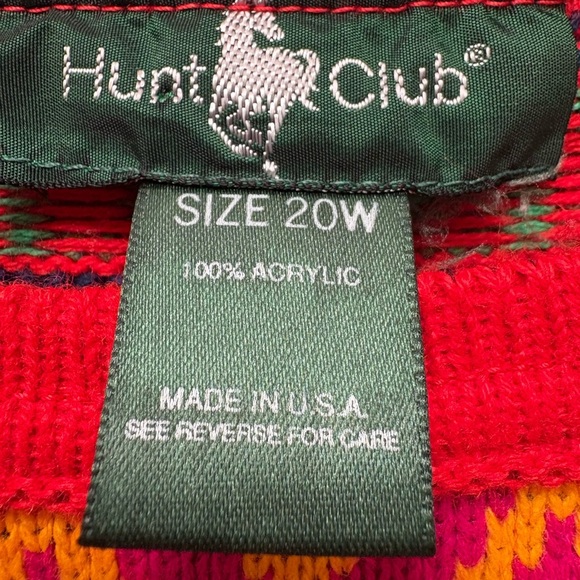 Hunt Club®
SIZE 20W
100% ACRYLIC
MADE IN U.S.A.
SEE REVERSE FOR CARE